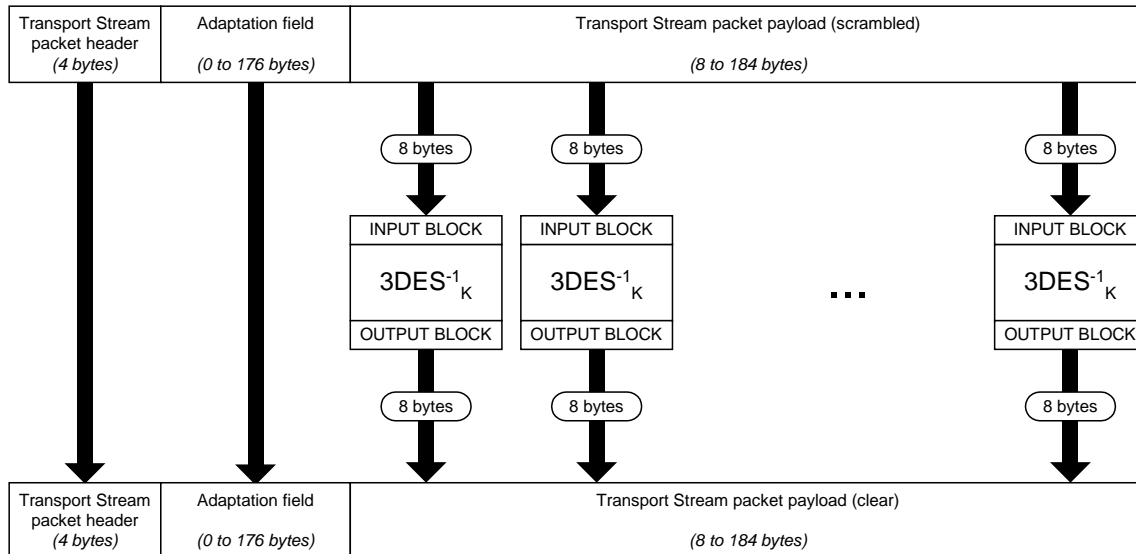 Transport Stream
packet header
(4 bytes)
Adaptation field
(0 to 176 bytes)
Transport Stream packet payload (scrambled)
(8 to 184 bytes)
8 bytes
8 bytes
8 bytes
INPUT BLOCK
3DES⁻¹K
OUTPUT BLOCK
INPUT BLOCK
3DES⁻¹K
OUTPUT BLOCK
...
INPUT BLOCK
3DES⁻¹K
OUTPUT BLOCK
8 bytes
8 bytes
8 bytes
Transport Stream
packet header
(4 bytes)
Adaptation field
(0 to 176 bytes)
Transport Stream packet payload (clear)
(8 to 184 bytes)